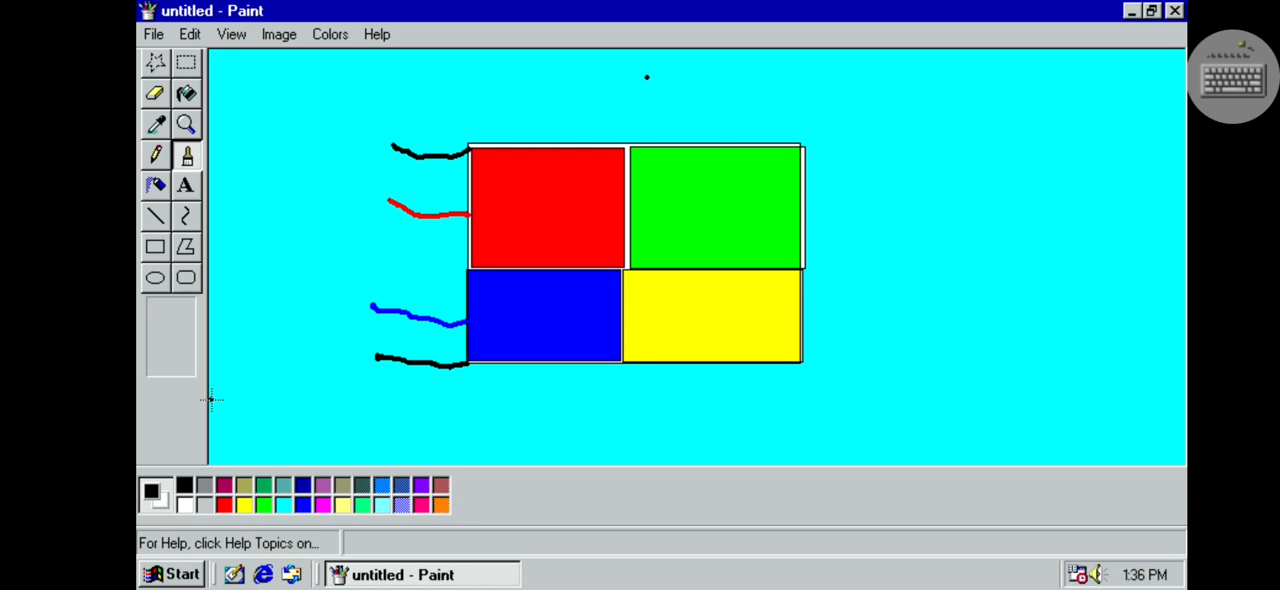 untitled - Paint
File Edit View Image Colors Help
A
For Help, click Help Topics on...
Start untitled - Paint 1:36 PM